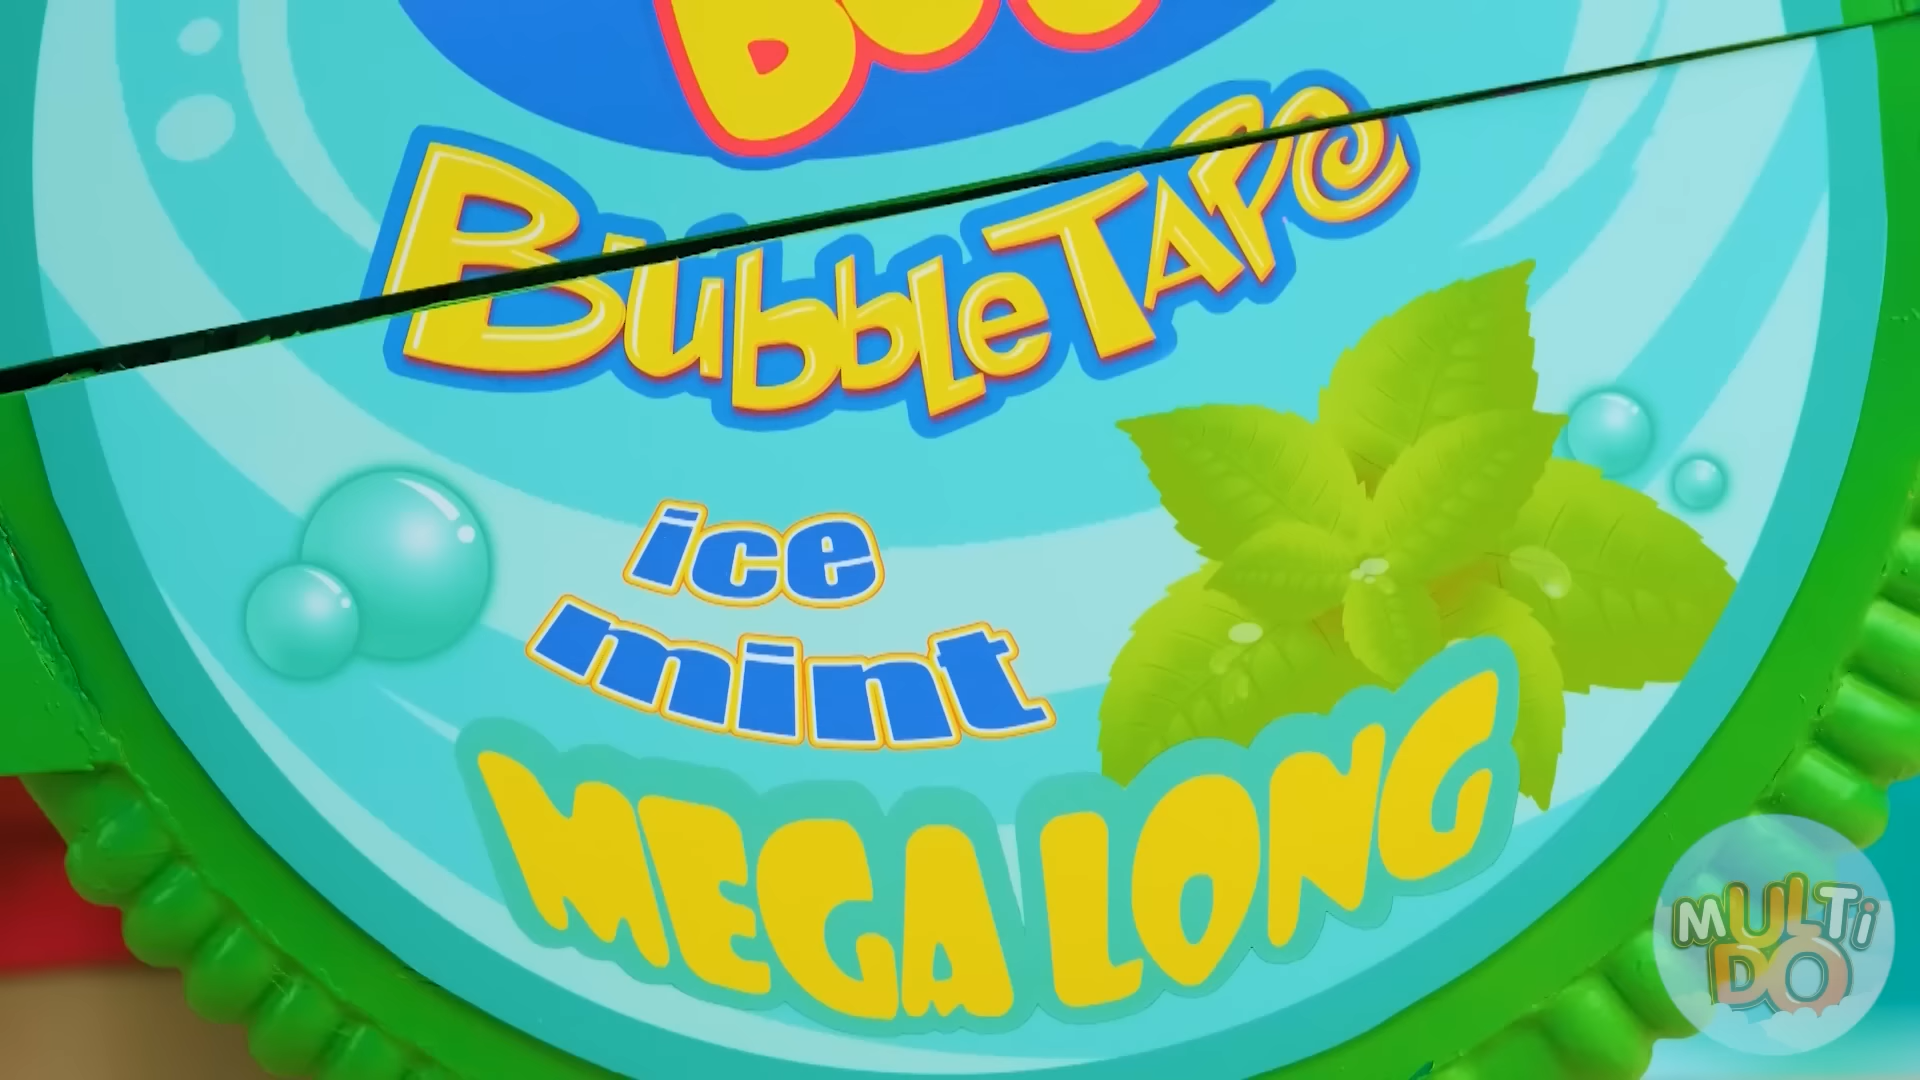 BubbleTAPe
ice
mint
MEGA LONG
MULTi
DO